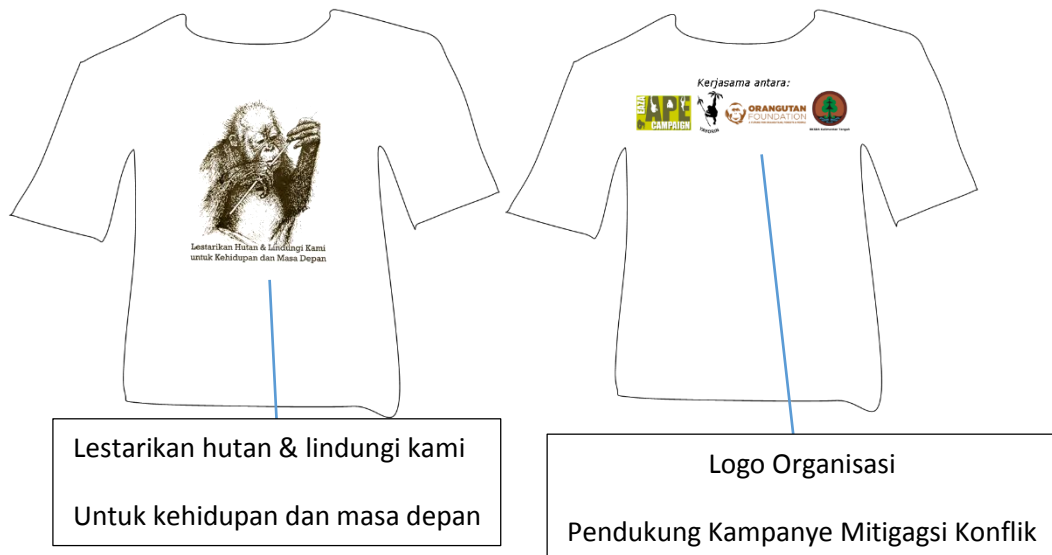 Lestarikan Hutan & Lindungi Kami
untuk Kehidupan dan Masa Depan
Kerjasama antara:
APE
CAMPAIGN
ORANGUTAN
FOUNDATION
Lestarikan hutan & lindungi kami
Untuk kehidupan dan masa depan
Logo Organisasi
Pendukung Kampanye Mitigagsi Konflik